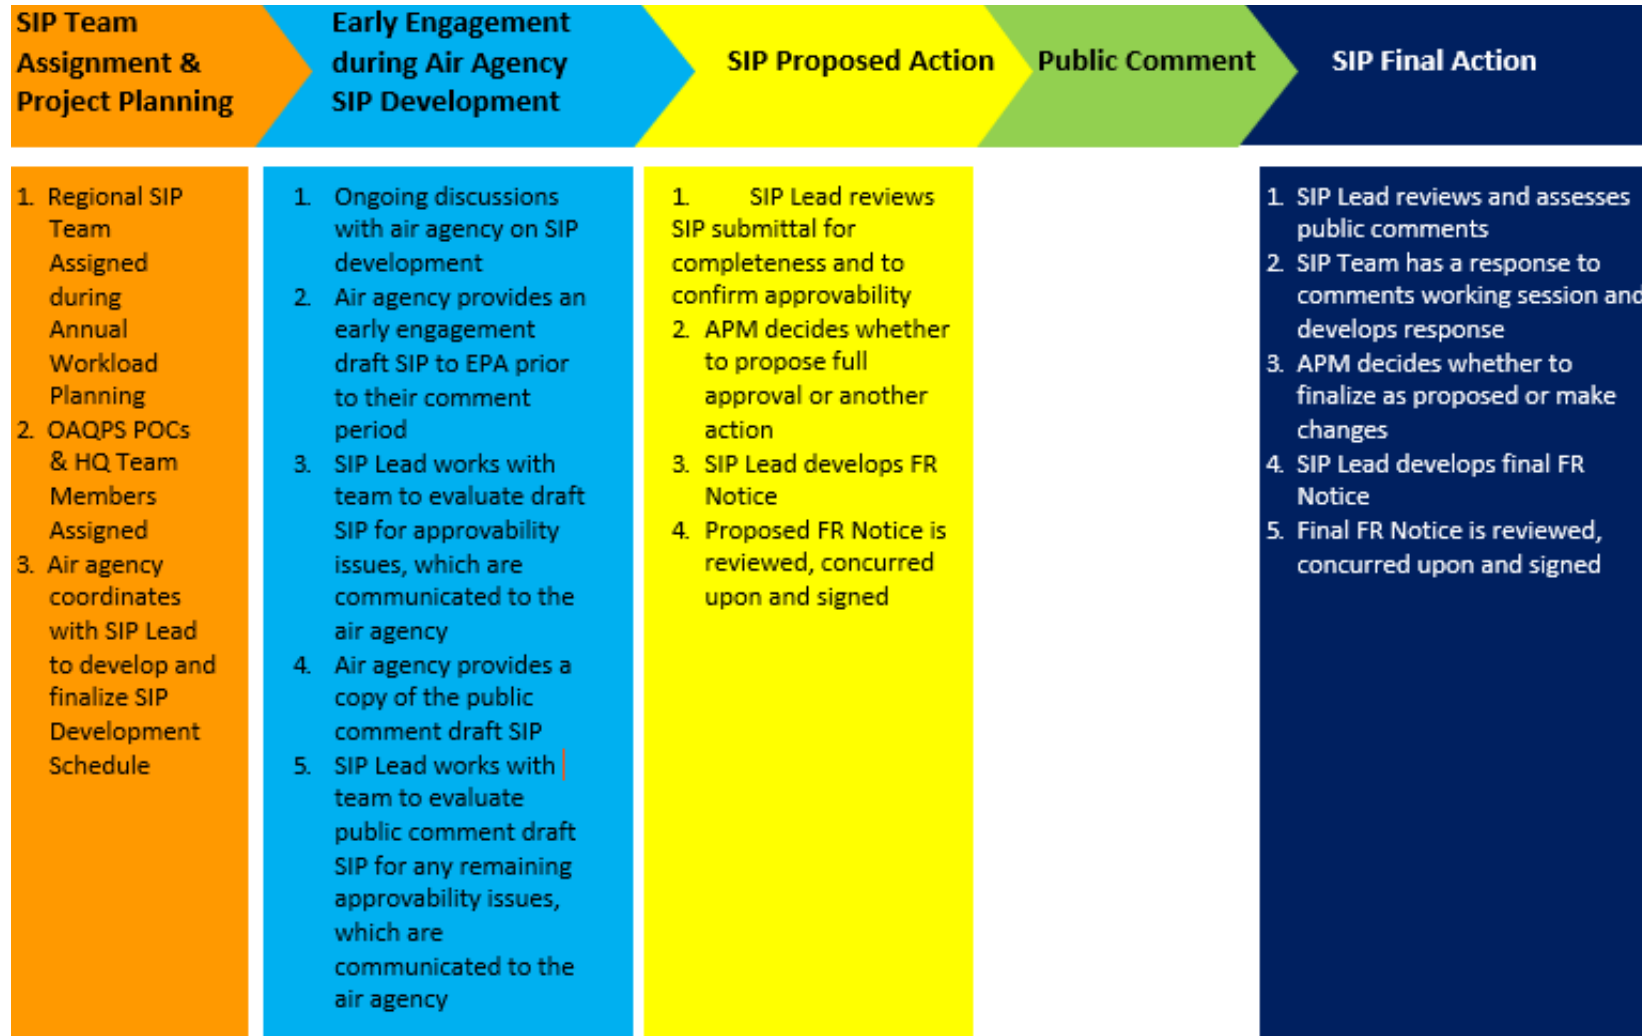 SIP Team
Assignment &
Project Planning
Early Engagement
during Air Agency
SIP Development
SIP Proposed Action
Public Comment
SIP Final Action
1. Regional SIP
Team
Assigned
during
Annual
Workload
Planning
2. OAQPS POCs
& HQ Team
Members
Assigned
3. Air agency
coordinates
with SIP Lead
to develop and
finalize SIP
Development
Schedule
1. Ongoing discussions
with air agency on SIP
development
2. Air agency provides an
early engagement
draft SIP to EPA prior
to their comment
period
3. SIP Lead works with
team to evaluate draft
SIP for approvability
issues, which are
communicated to the
air agency
4. Air agency provides a
copy of the public
comment draft SIP
5. SIP Lead works with
team to evaluate
public comment draft
SIP for any remaining
approvability issues,
which are
communicated to the
air agency
1. SIP Lead reviews
SIP submittal for
completeness and to
confirm approvability
2. APM decides whether
to propose full
approval or another
action
3. SIP Lead develops FR
Notice
4. Proposed FR Notice is
reviewed, concurred
upon and signed
1. SIP Lead reviews and assesses
public comments
2. SIP Team has a response to
comments working session and
develops response
3. APM decides whether to
finalize as proposed or make
changes
4. SIP Lead develops final FR
Notice
5. Final FR Notice is reviewed,
concurred upon and signed